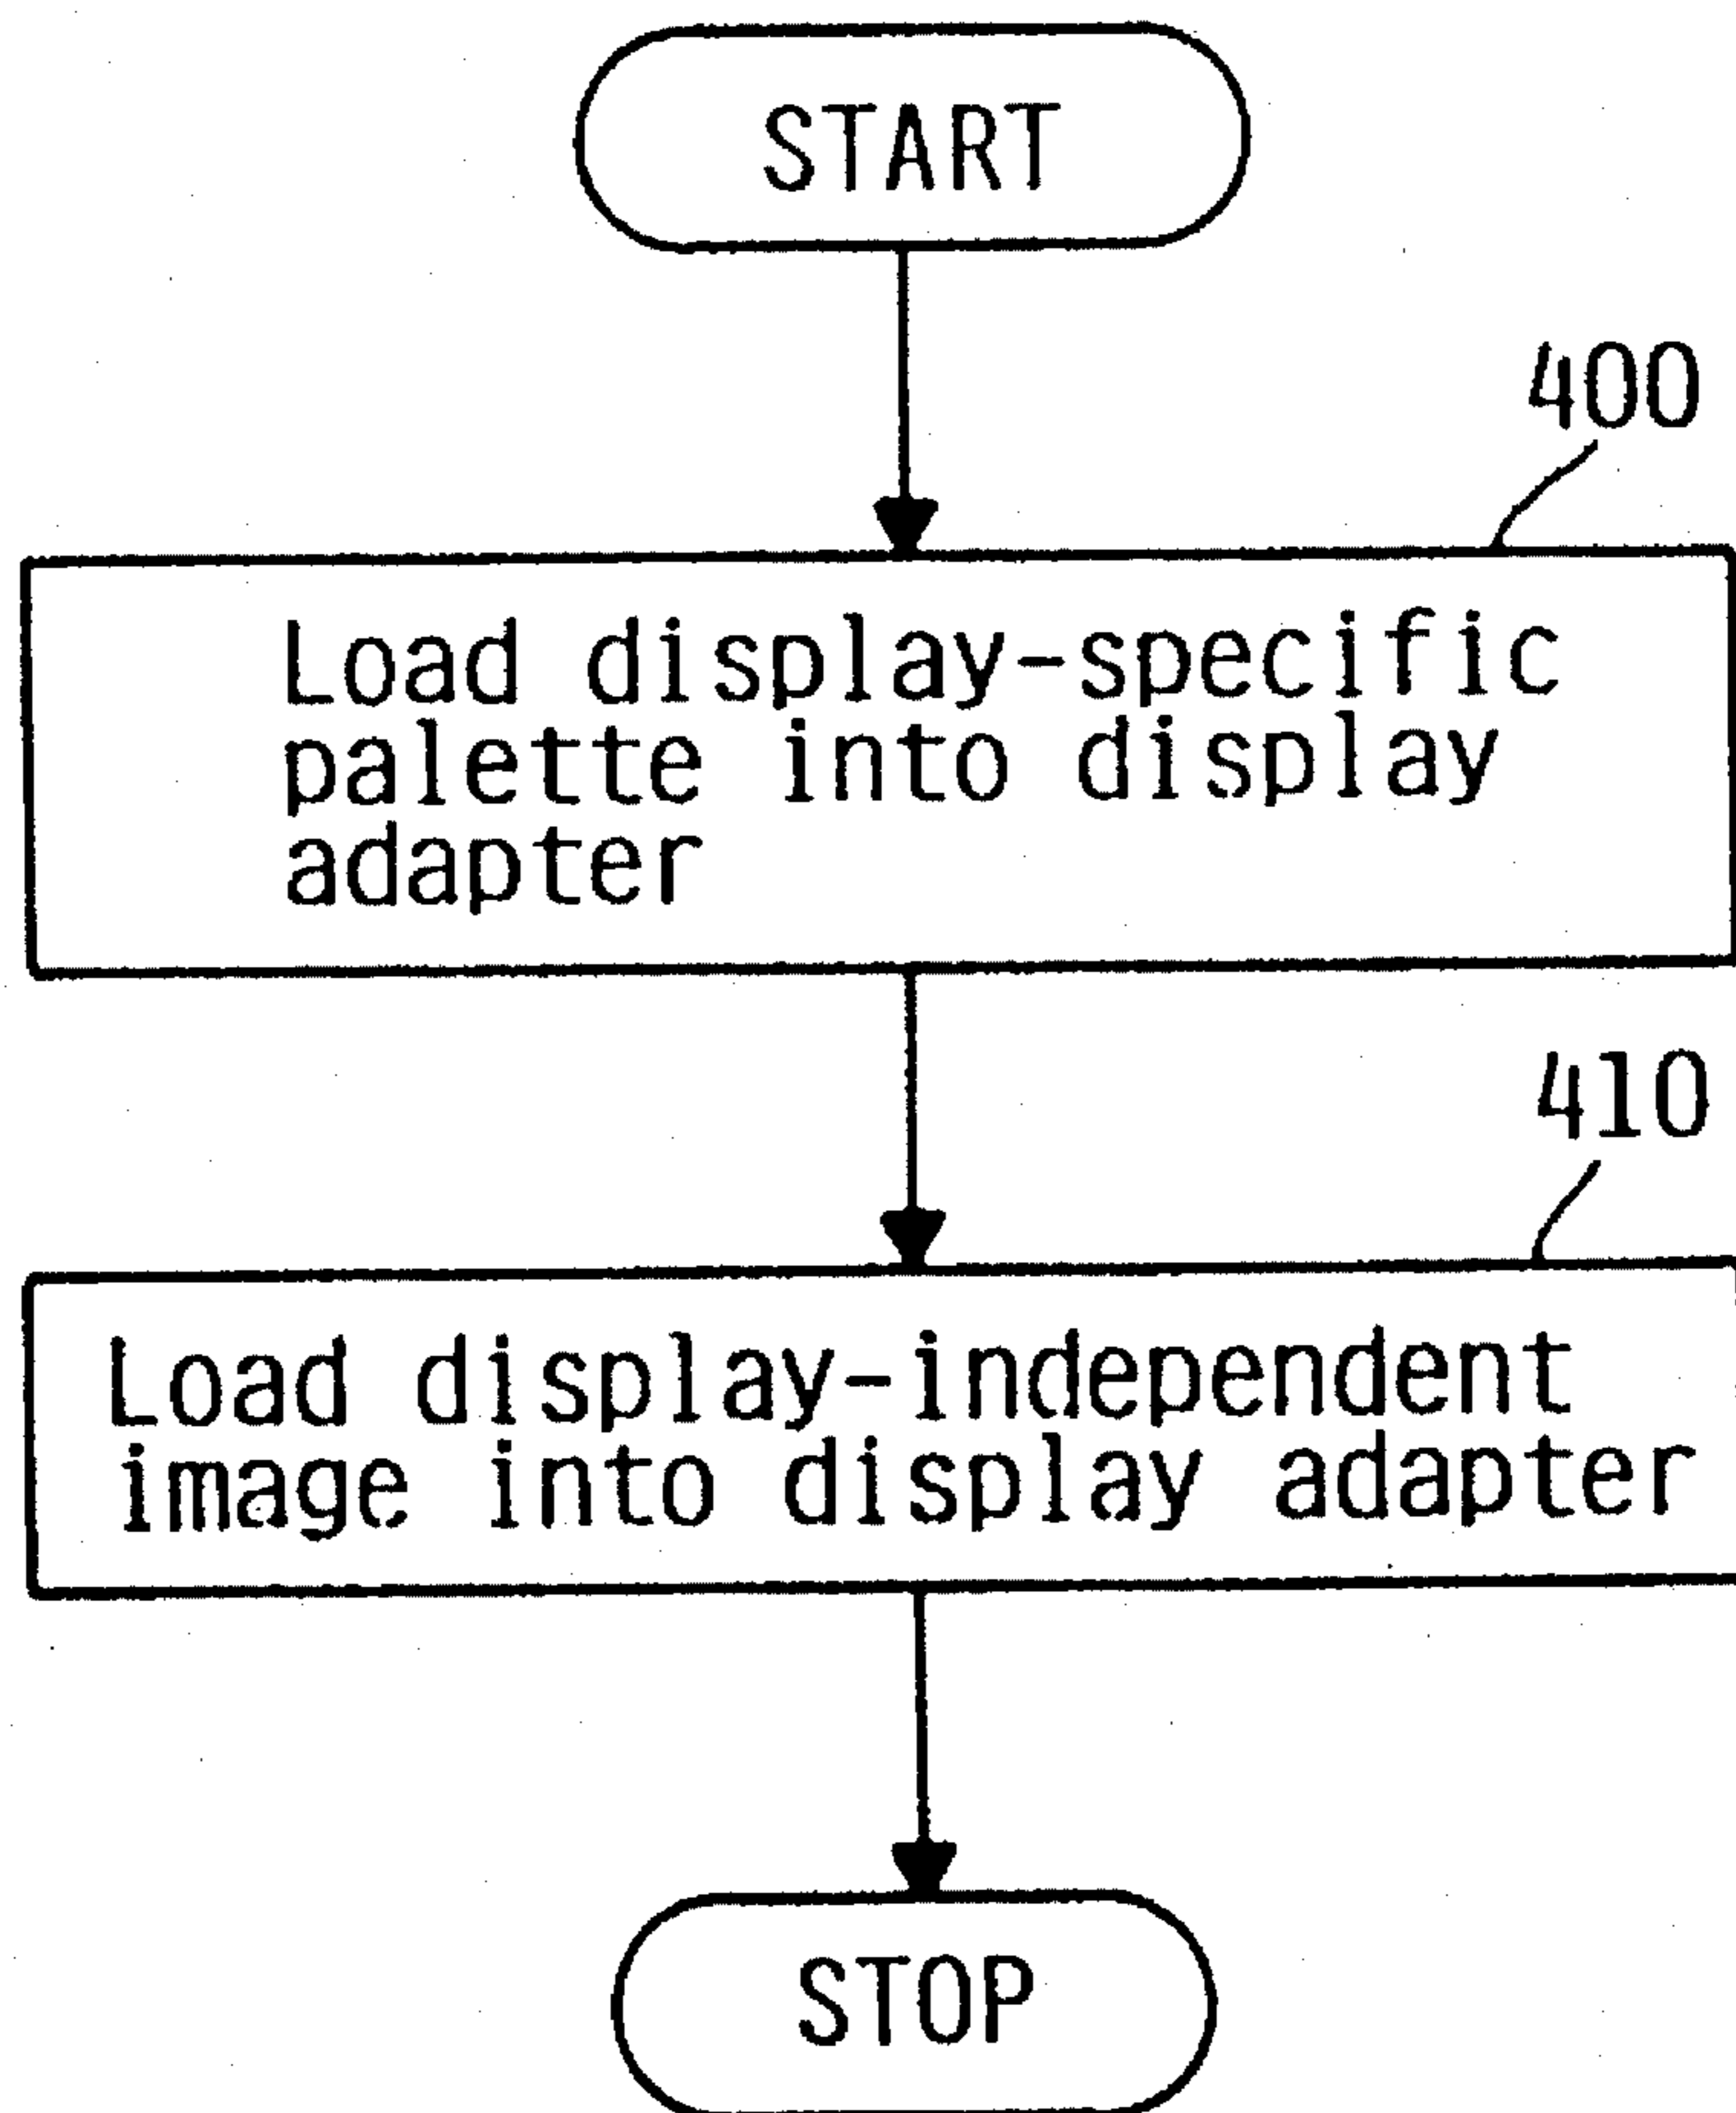 START
400
Load display-specific
palette into display
adapter
410
Load display-independent
image into display adapter
STOP